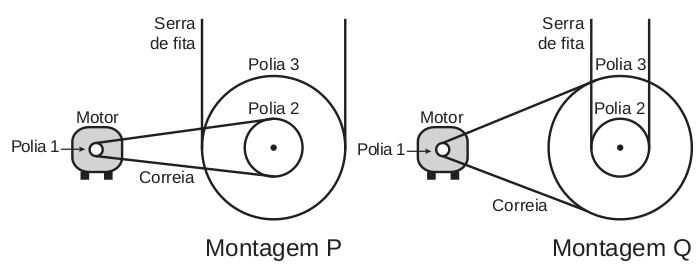 Serra
de fita
Polia 3
Polia 2
Motor
Polia 1
Correia
Montagem P
Serra
de fita
Polia 3
Polia 2
Motor
Polia 1
Correia
Montagem Q